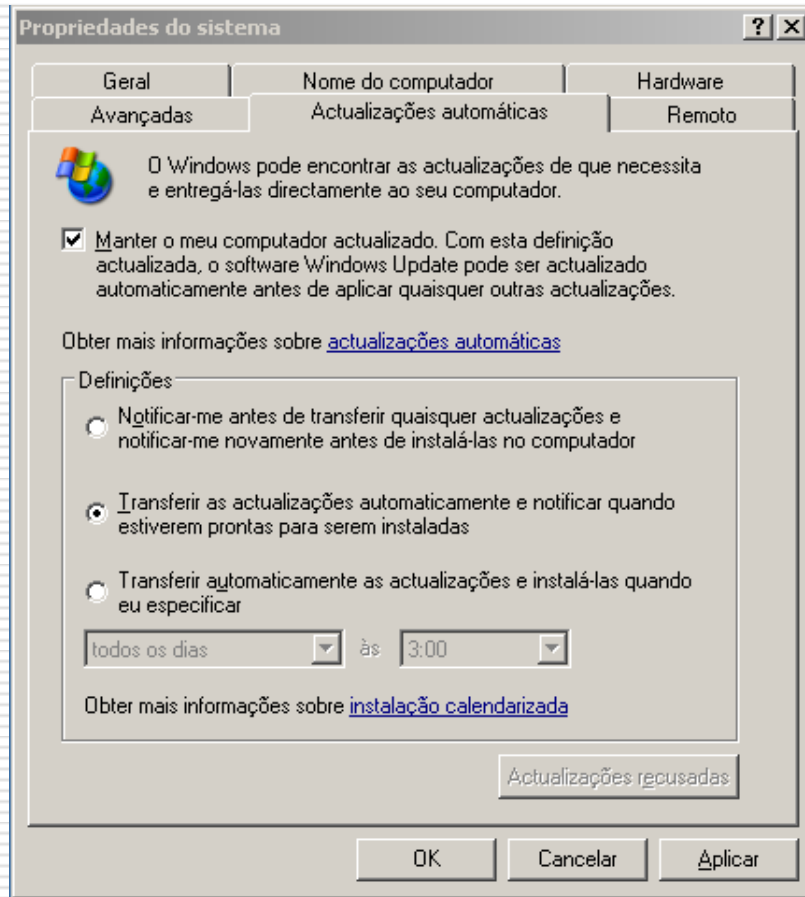 Propriedades do sistema
Geral
Nome do computador
Hardware
Avançadas
Actualizações automáticas
Remoto
O Windows pode encontrar as actualizações de que necessita
e entregá-las directamente ao seu computador.
Manter o meu computador actualizado. Com esta definição
actualizada, o software Windows Update pode ser actualizado
automaticamente antes de aplicar quaisquer outras actualizações.
Obter mais informações sobre actualizações automáticas
Definições
Notificar-me antes de transferir quaisquer actualizações e
notificar-me novamente antes de instalá-las no computador
Transferir as actualizações automaticamente e notificar quando
estiverem prontas para serem instaladas
Transferir automaticamente as actualizações e instalá-las quando
eu especificar
todos os dias às 3:00
Obter mais informações sobre instalação calendarizada
Actualizações recusadas
OK
Cancelar
Aplicar